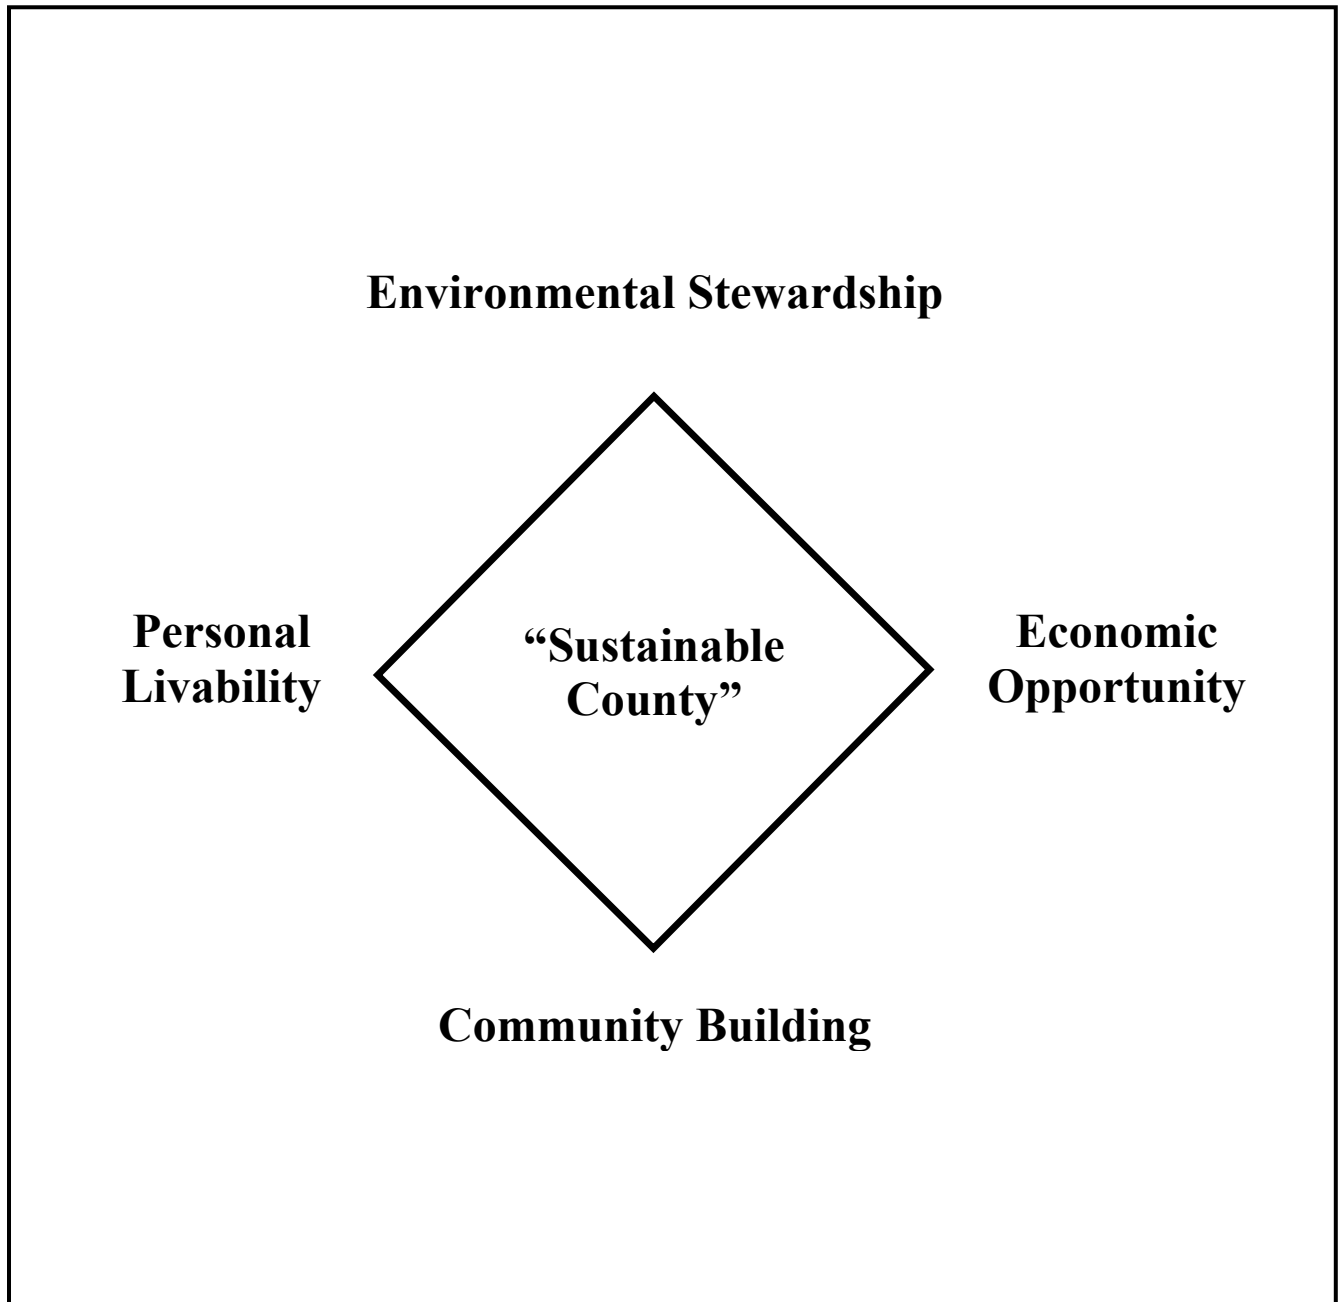 Environmental Stewardship
Personal
Livability
“Sustainable
County”
Economic
Opportunity
Community Building